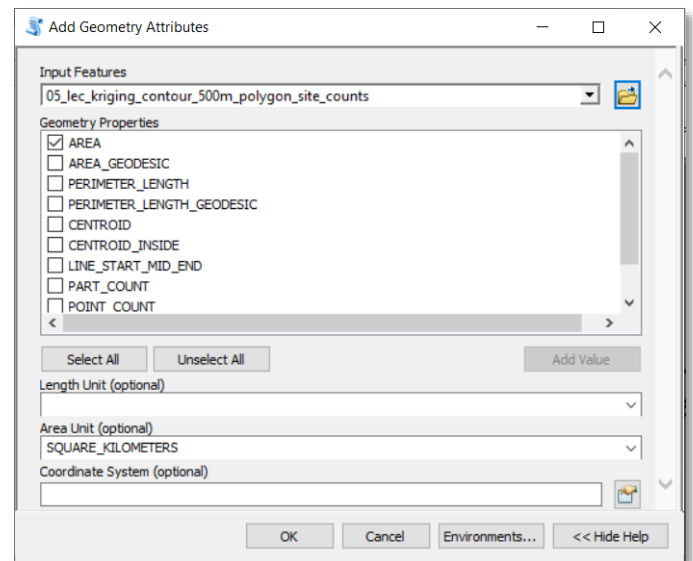 Add Geometry Attributes
Input Features
05_lec_kriging_contour_500m_polygon_site_counts
Geometry Properties
AREA
AREA_GEODESIC
PERIMETER_LENGTH
PERIMETER_LENGTH_GEODESIC
CENTROID
CENTROID_INSIDE
LINE_START_MID_END
PART_COUNT
POINT_COUNT
Select All Unselect All Add Value
Length Unit (optional)
Area Unit (optional)
SQUARE_KILOMETERS
Coordinate System (optional)
OK Cancel Environments... << Hide Help